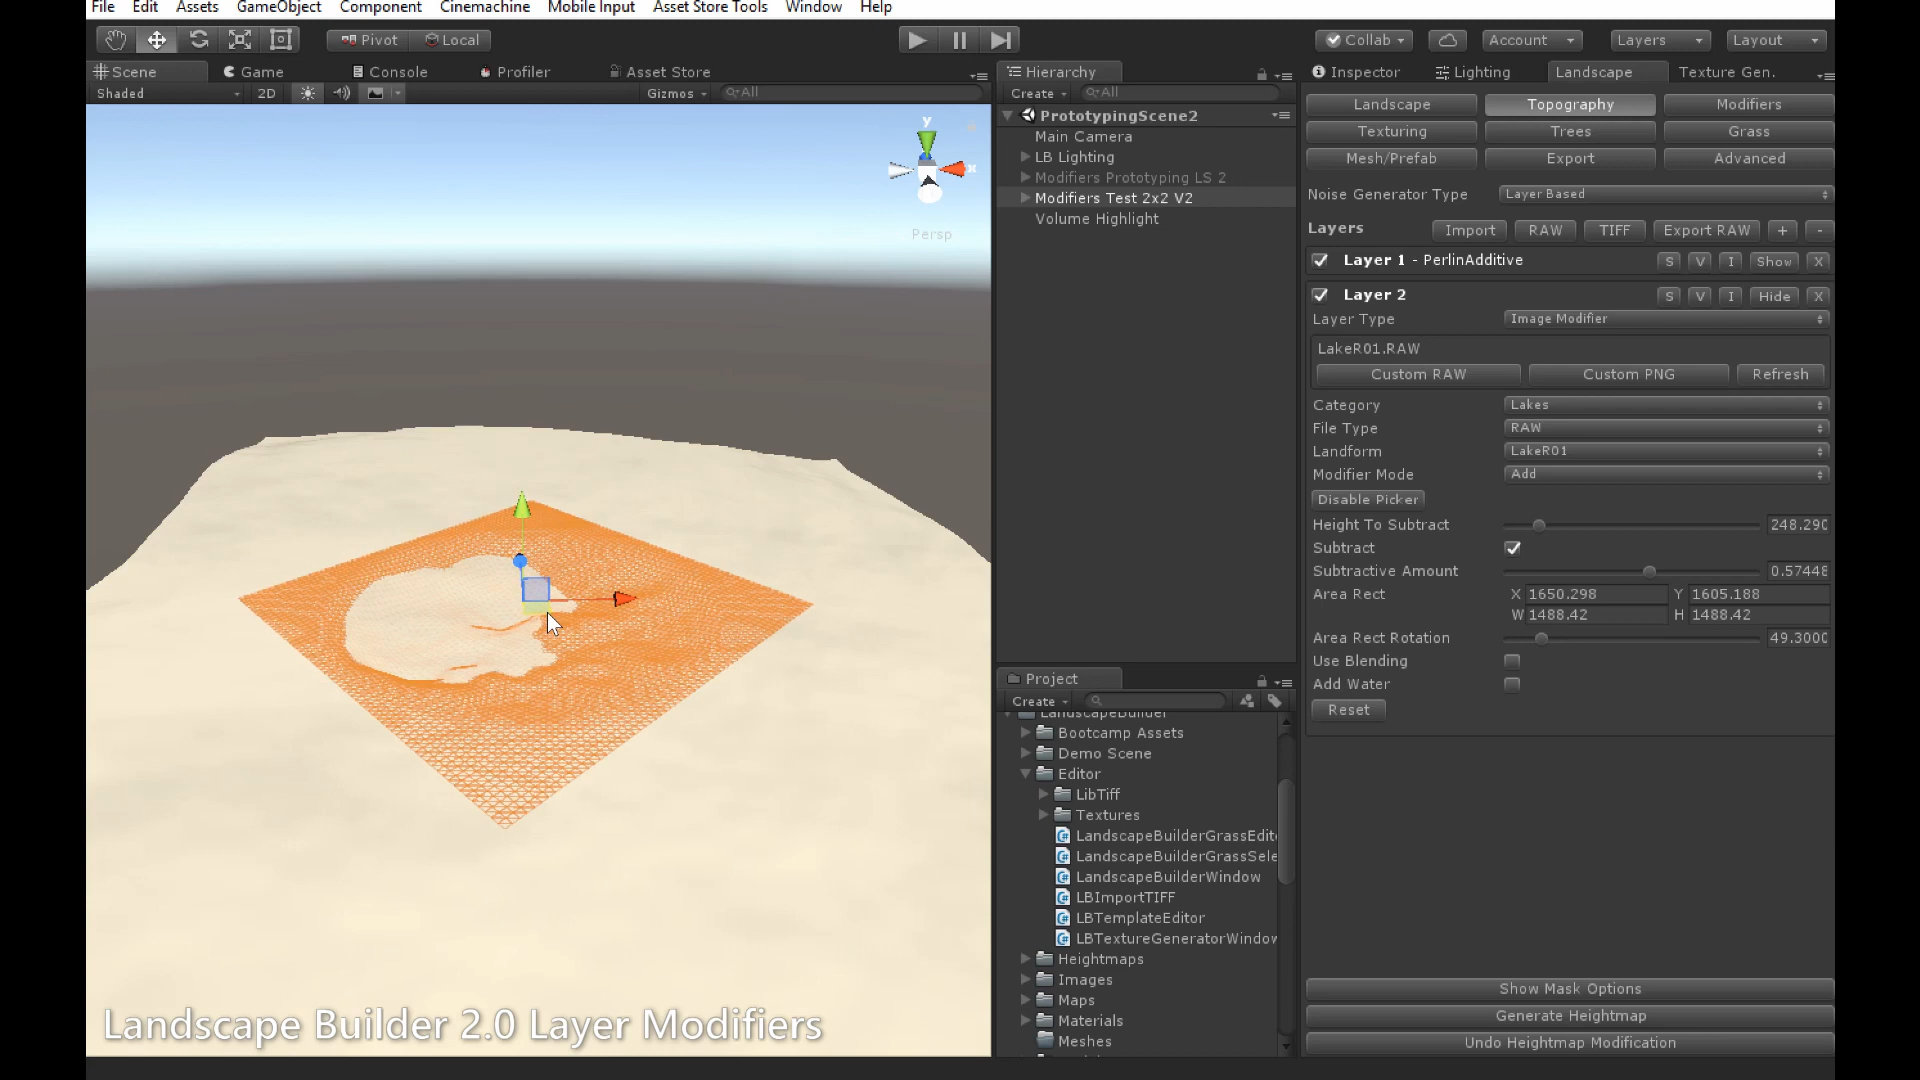 File Edit Assets GameObject Component Cinemachine Mobile Input Asset Store Tools Window Help
Pivot Local Collab Account Layers Layout
Scene Game Console Profiler Asset Store
Shaded 2D Gizmos All
y
x
Persp
Landscape Builder 2.0 Layer Modifiers
Hierarchy
Create All
PrototypingScene2
Main Camera
LB Lighting
Modifiers Prototyping LS 2
Modifiers Test 2x2 V2
Volume Highlight
Project
Create
LandscapeBuilder
Bootcamp Assets
Demo Scene
Editor
LibTiff
Textures
LandscapeBuilderGrassEdit
LandscapeBuilderGrassSele
LandscapeBuilderWindow
LBImportTIFF
LBTemplateEditor
LBTextureGeneratorWindow
Heightmaps
Images
Maps
Materials
Meshes
Inspector Lighting Landscape Texture Gen.
Landscape Topography Modifiers
Texturing Trees Grass
Mesh/Prefab Export Advanced
Noise Generator Type Layer Based
Layers Import RAW TIFF Export RAW + -
Layer 1 - PerlinAdditive S V I Show X
Layer 2 S V I Hide X
Layer Type Image Modifier
LakeR01.RAW
Custom RAW Custom PNG Refresh
Category Lakes
File Type RAW
Landform LakeR01
Modifier Mode Add
Disable Picker
Height To Subtract 248.290
Subtract
Subtractive Amount 0.57448
Area Rect X 1650.298 Y 1605.188
W 1488.42 H 1488.42
Area Rect Rotation 49.3000
Use Blending
Add Water
Reset
Show Mask Options
Generate Heightmap
Undo Heightmap Modification